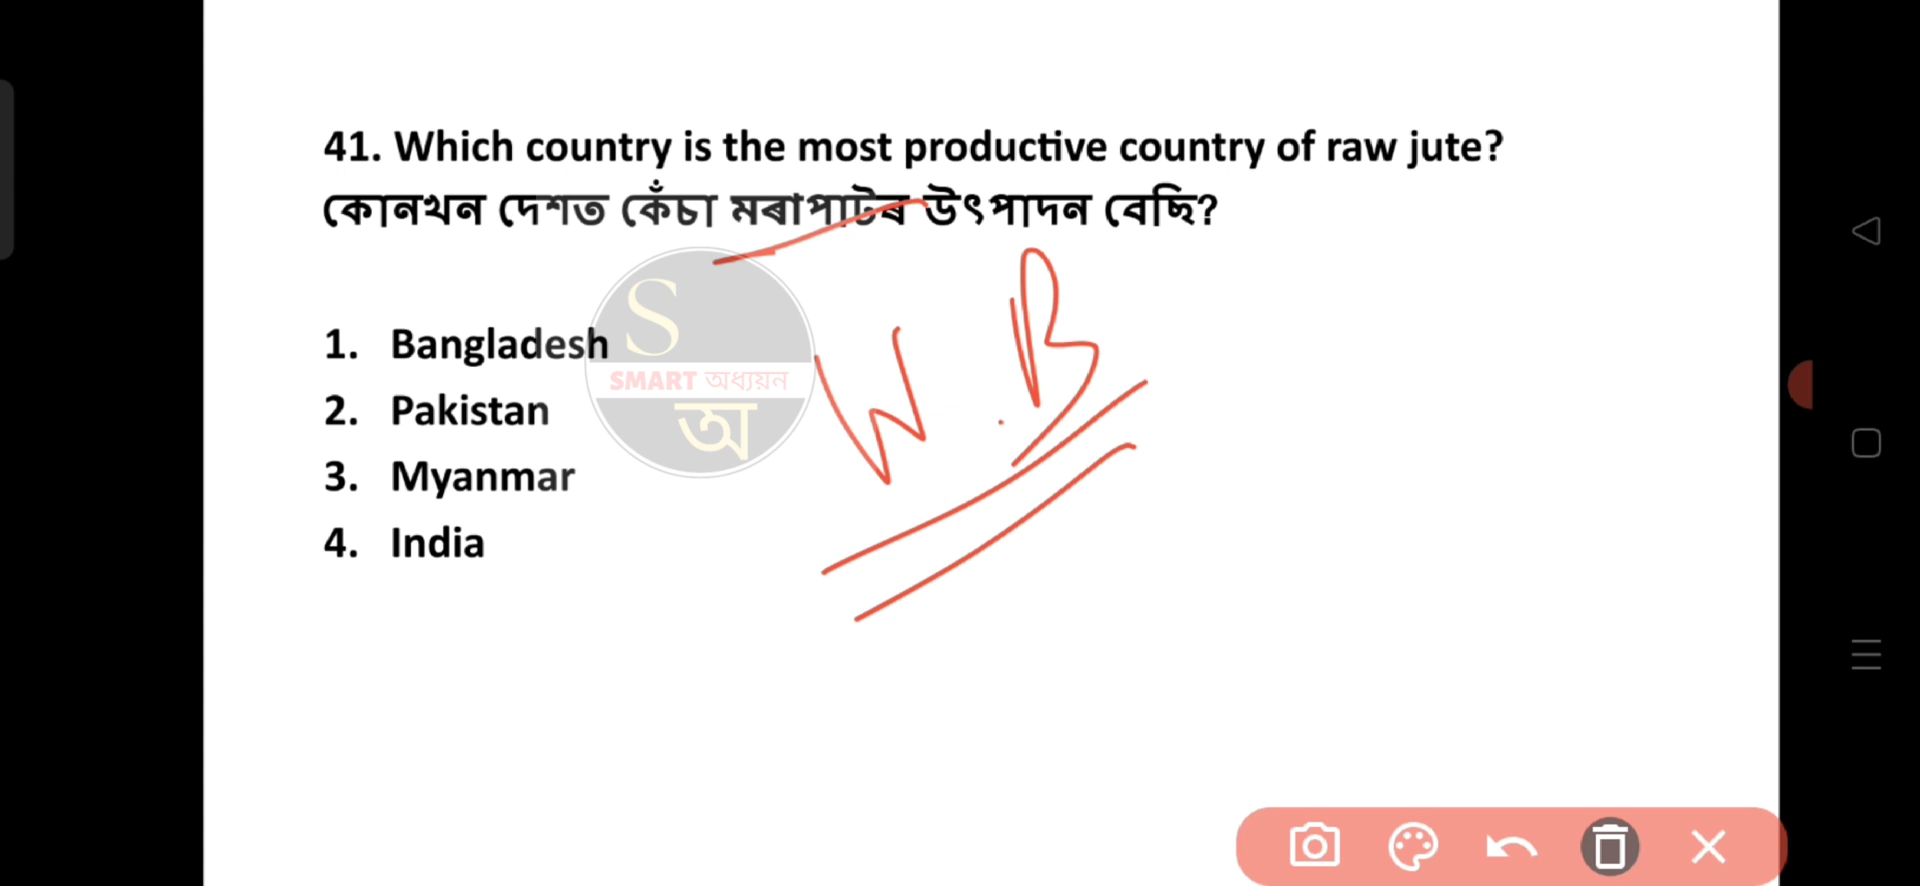 41. Which country is the most productive country of raw jute?
কোনখন দেশত কেঁচা মৰাপাটৰ উৎপাদন বেছি?
1. Bangladesh
2. Pakistan
3. Myanmar
4. India
S
SMART অধ্যয়ন
অ
W.B